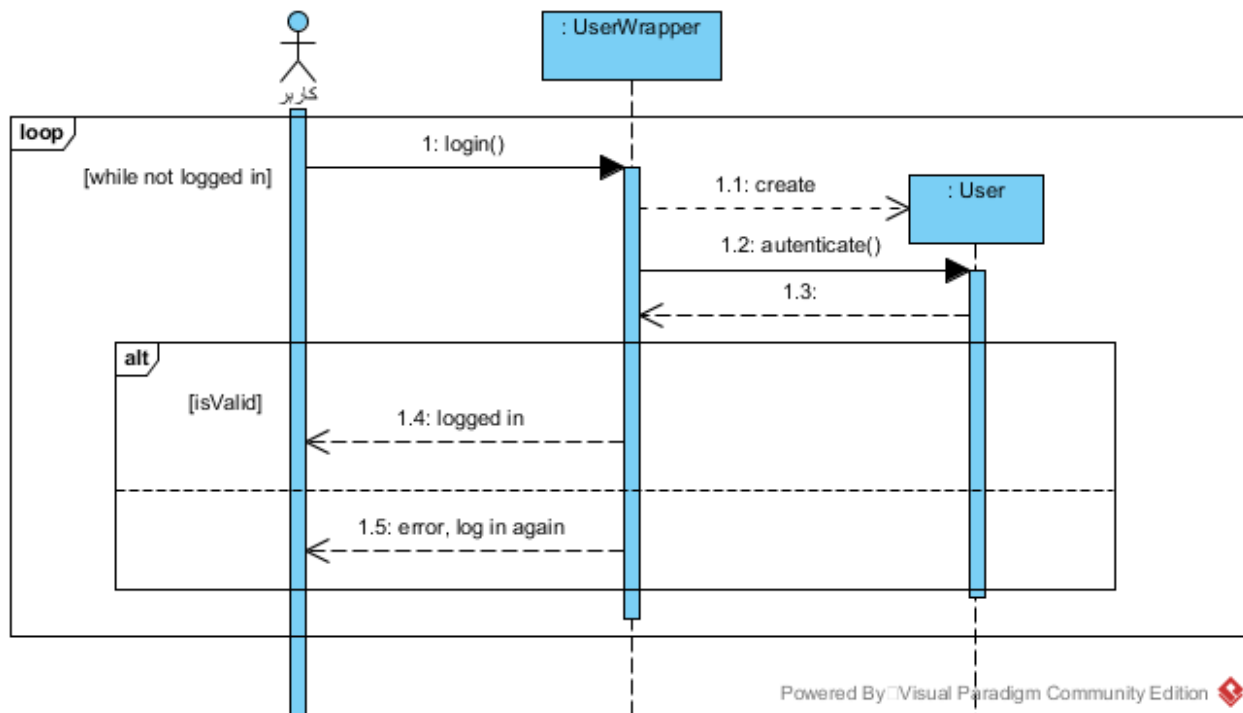 : UserWrapper
کاربر
loop
1: login()
[while not logged in]
1.1: create
: User
1.2: autenticate()
1.3:
alt
[isValid]
1.4: logged in
1.5: error, log in again
Powered By Visual Paradigm Community Edition